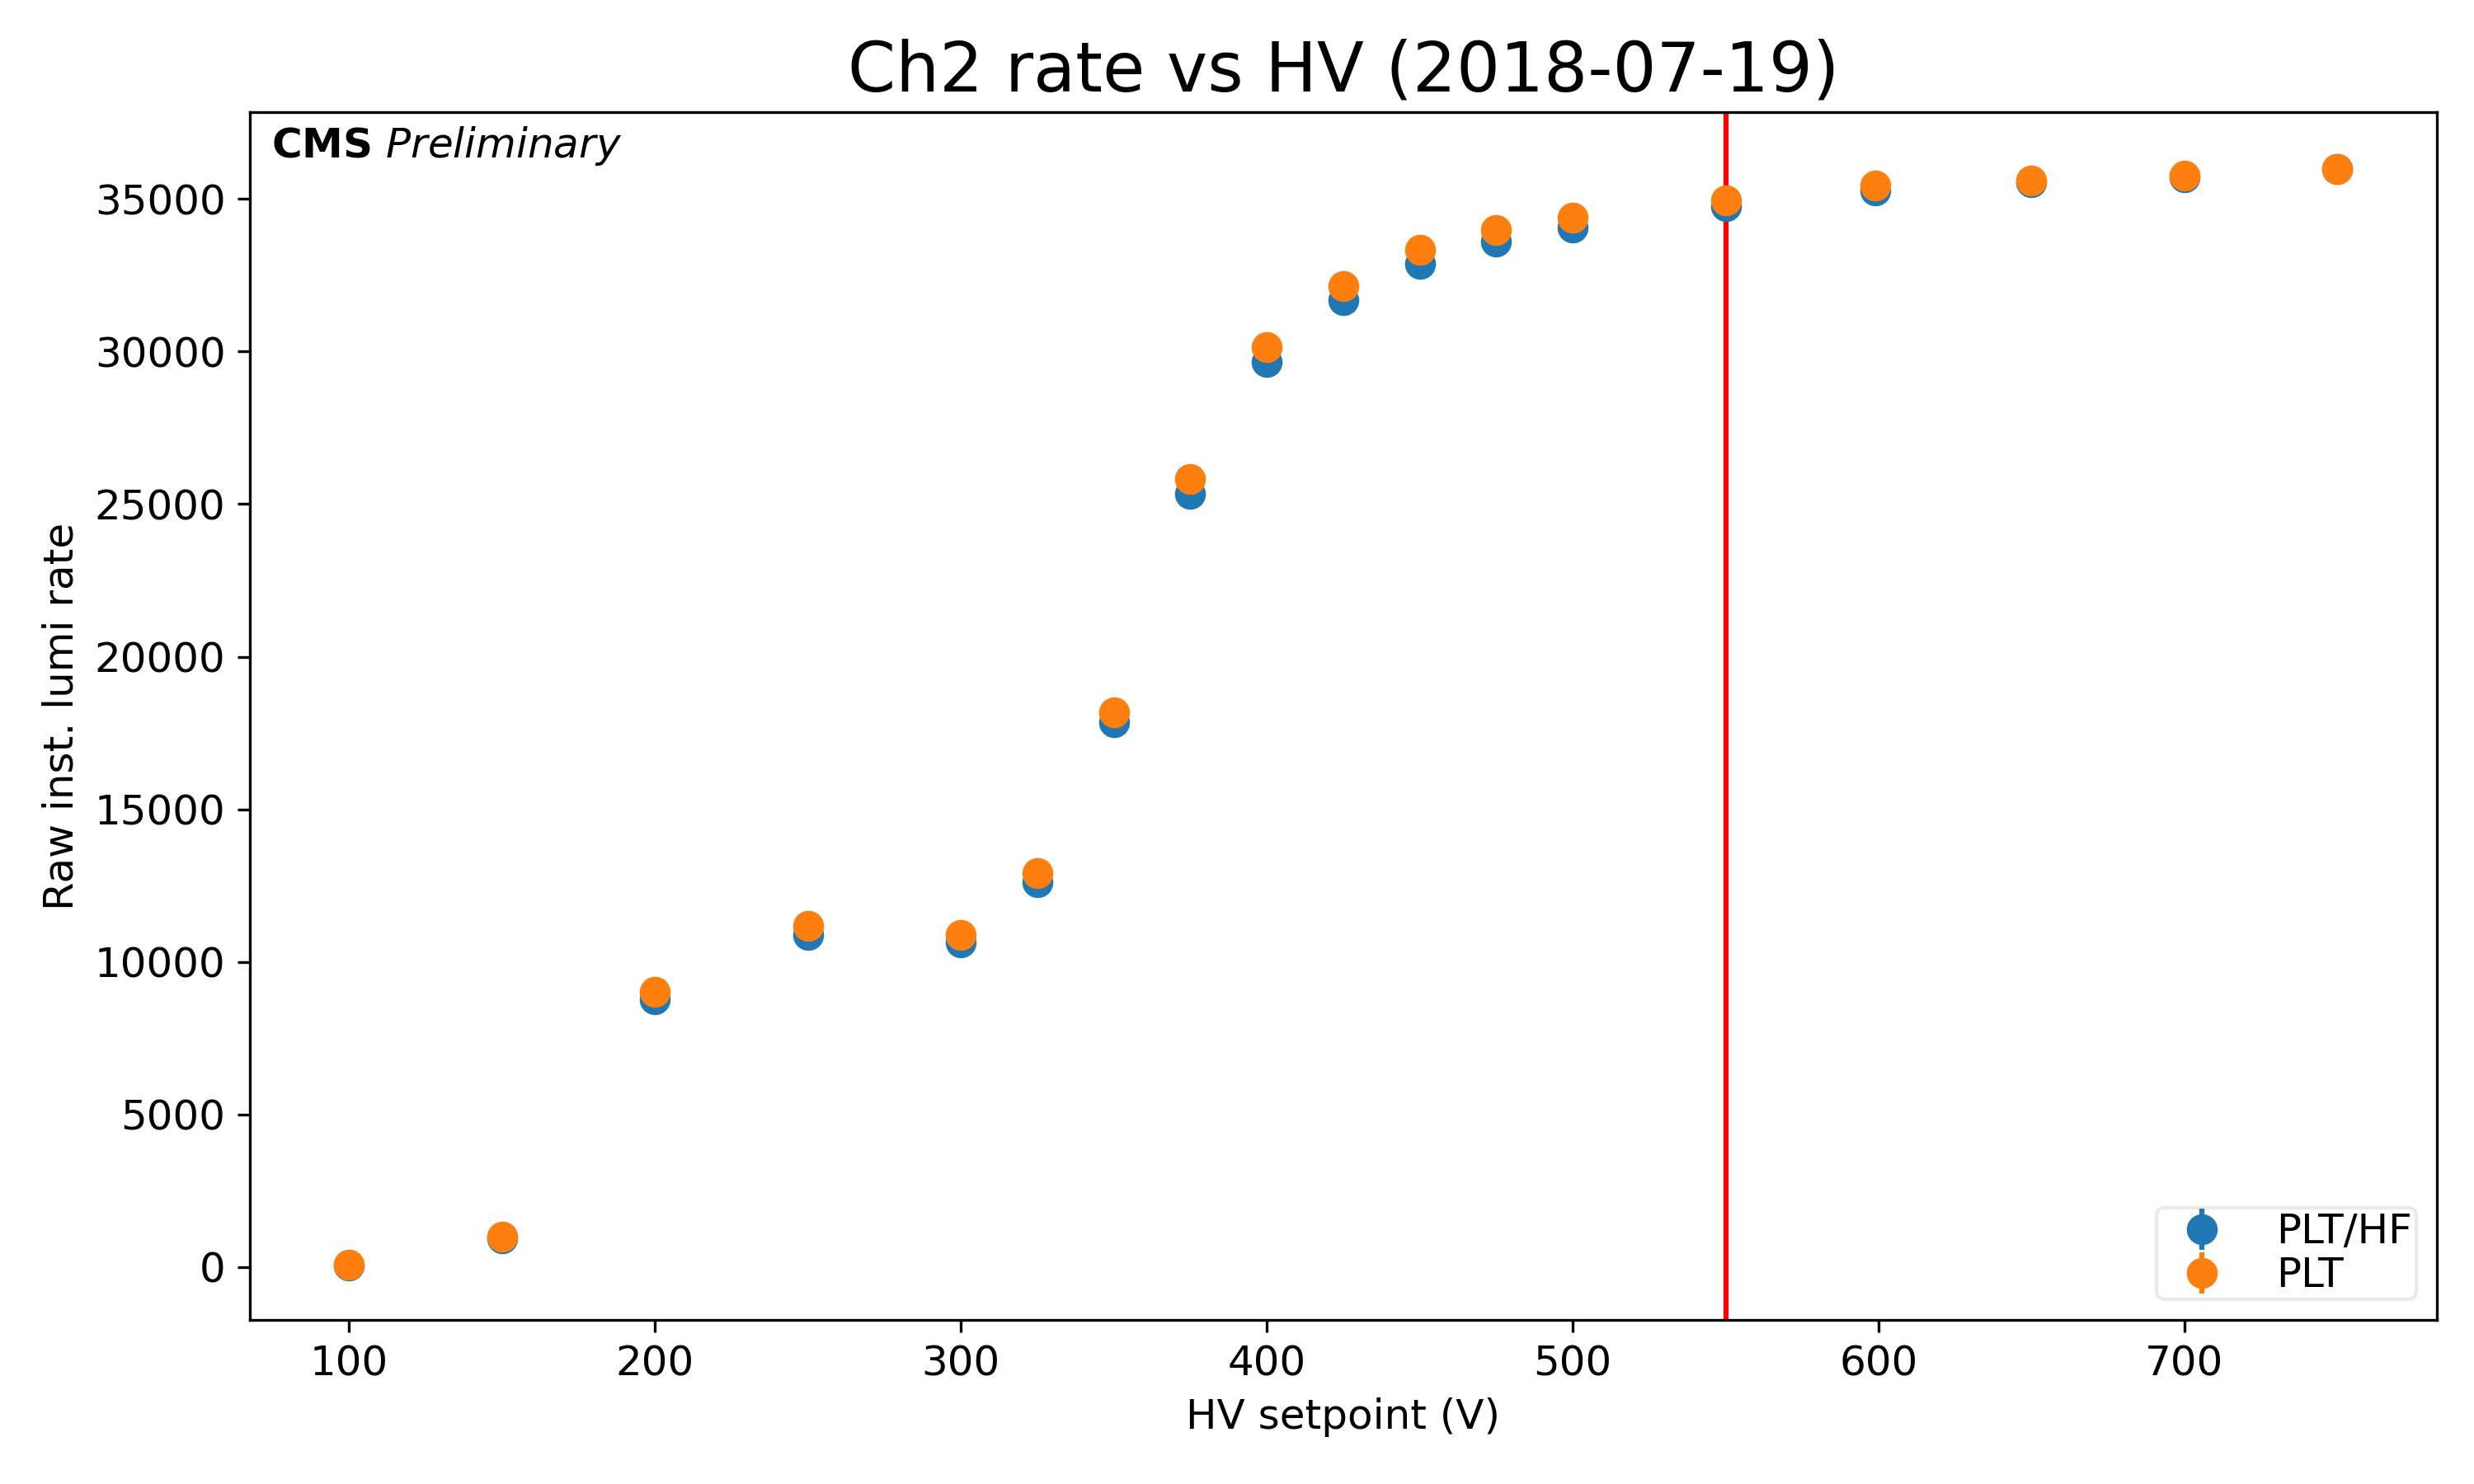 Ch2 rate vs HV (2018-07-19)
CMS Preliminary
35000
30000
25000
20000
15000
10000
5000
0
Raw inst. lumi rate
100 200 300 400 500 600 700
HV setpoint (V)
PLT/HF
PLT